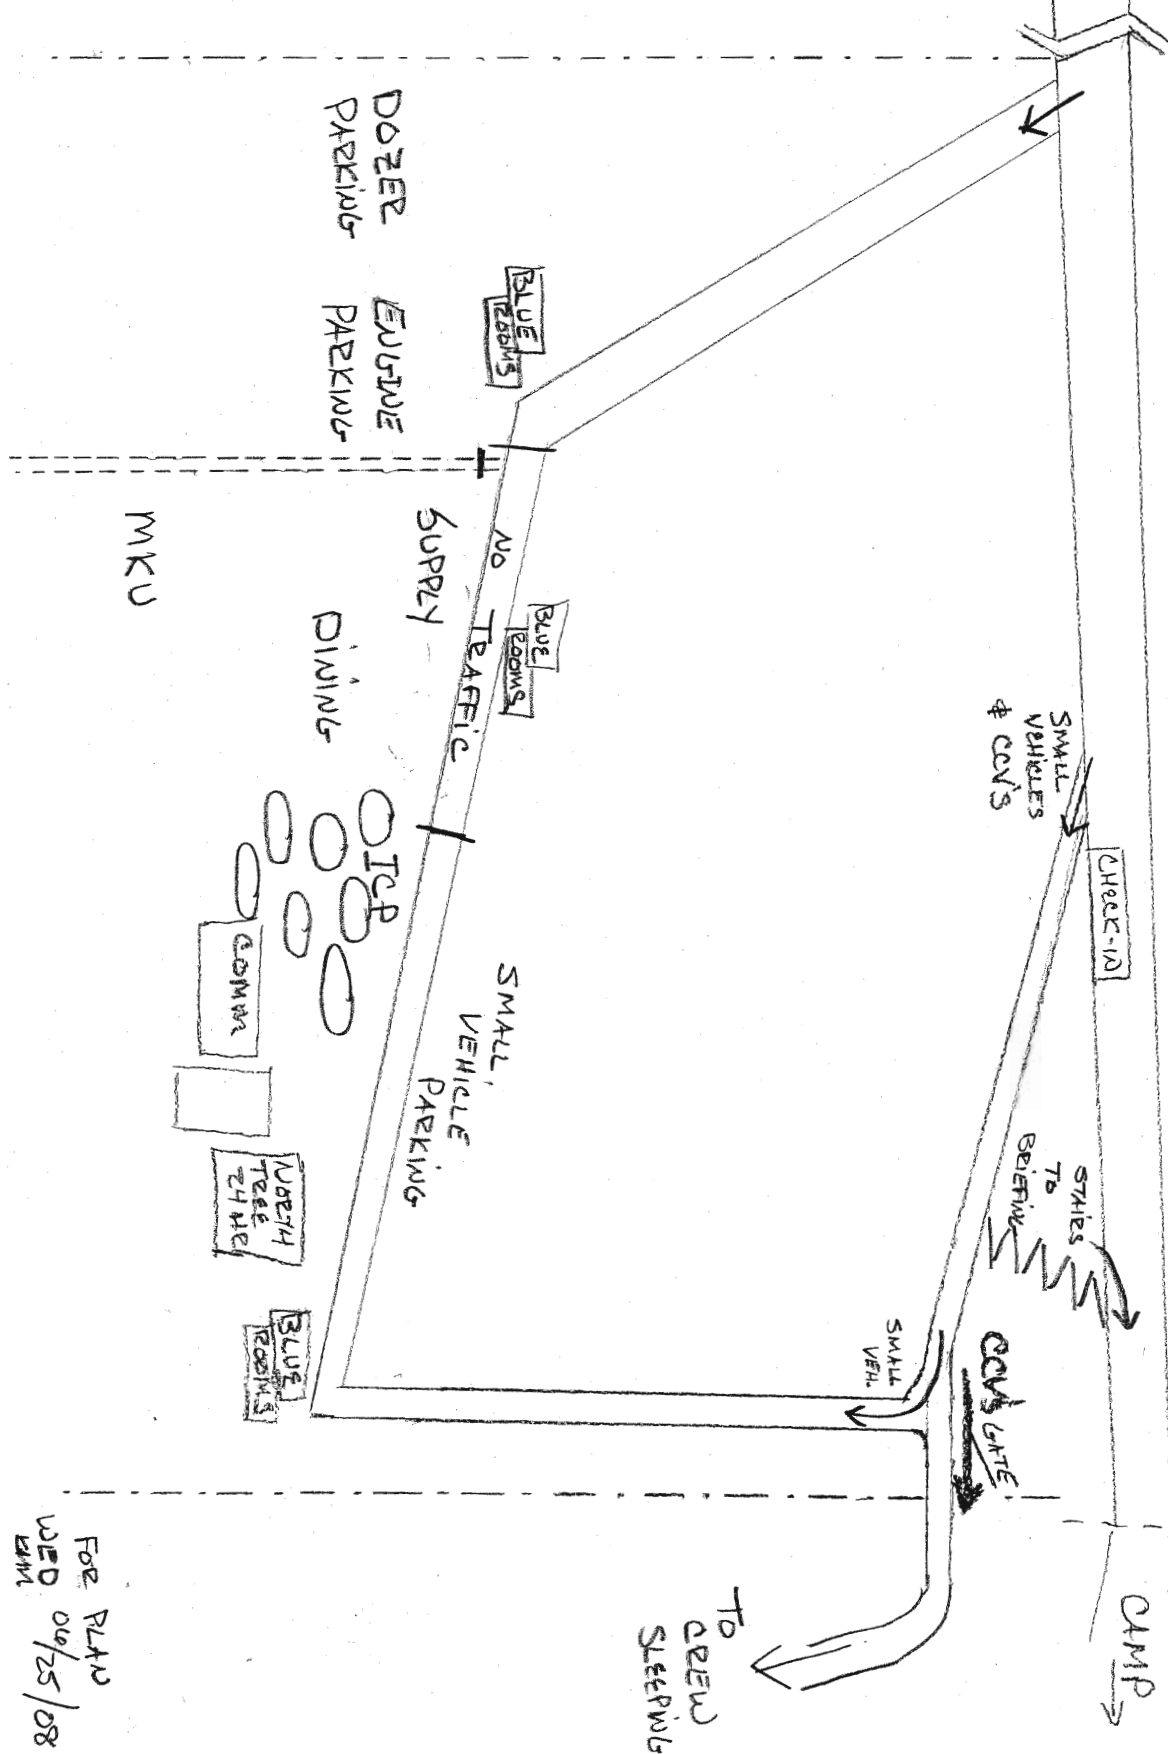 DOZER
PARKING
ENGINE
PARKING
BLUE
ROOMS
MKU
SUPPLY
NO TRAFFIC
BLUE
ROOMS
DINING
ICP
COMM
SMALL
VEHICLE
PARKING
NORTH
TREE
24 HR
BLUE
ROOMS
SMALL
VEHICLES
& CCV'S
CHECK-IN
STAIRS
TO
BRIEFING
SMALL
VEH.
CCV'S GATE
CAMP
TO
CREW
SLEEPING
FOR PLAN
WED 06/25/08